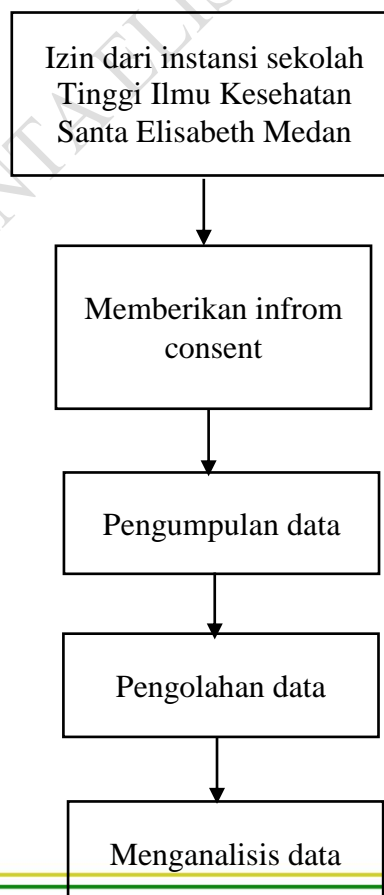 Izin dari instansi sekolah
Tinggi Ilmu Kesehatan
Santa Elisabeth Medan
Memberikan infrom
consent
Pengumpulan data
Pengolahan data
Menganalisis data